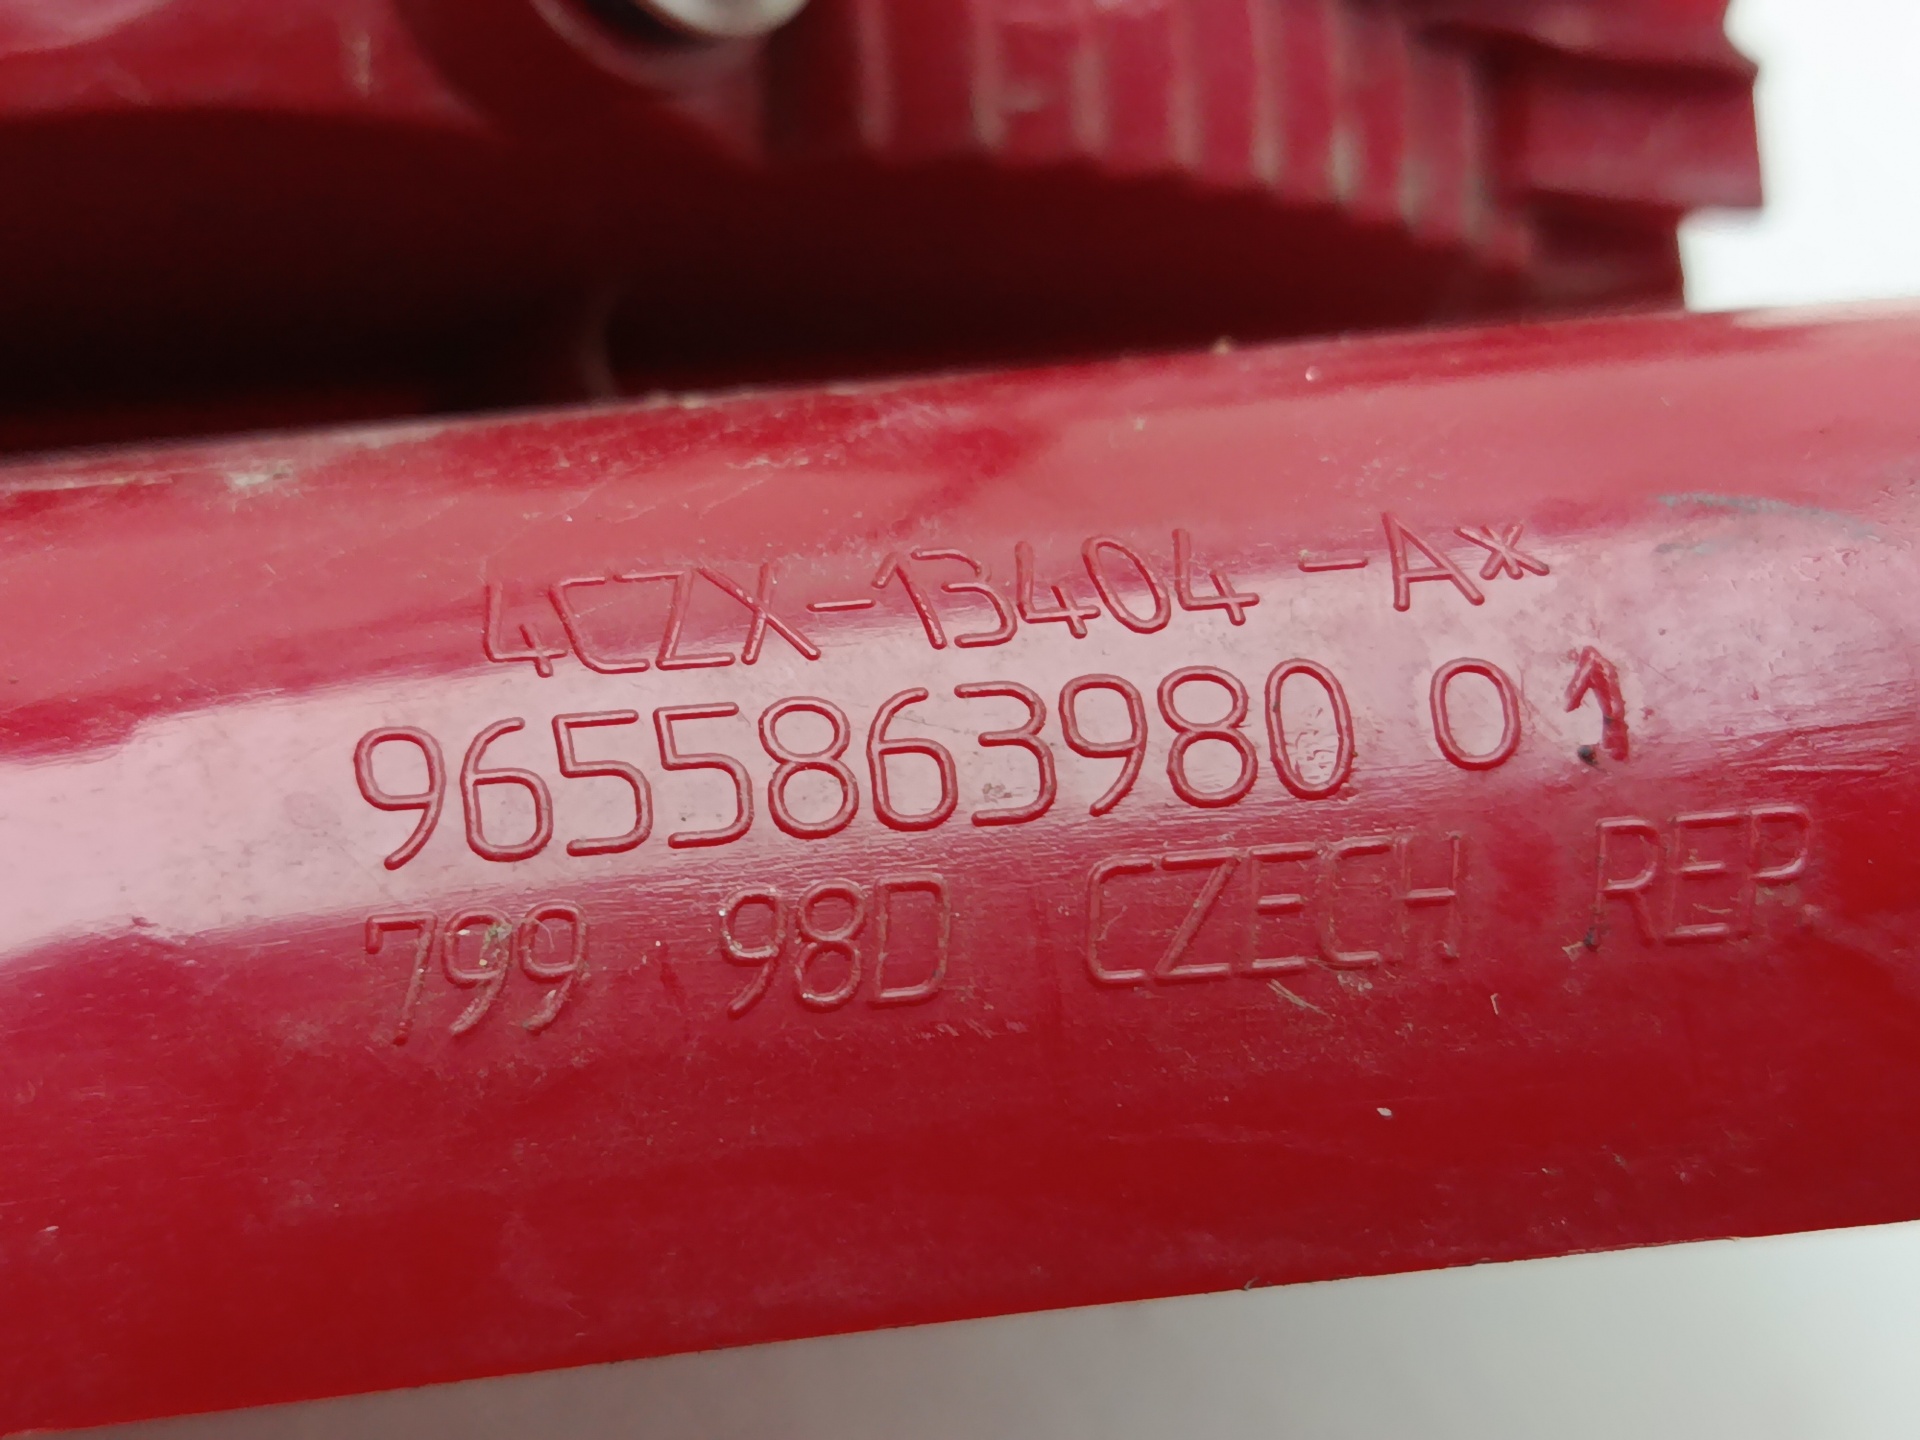 4CZX-13404-A*
9655863980 01
799 98D CZECH REP.